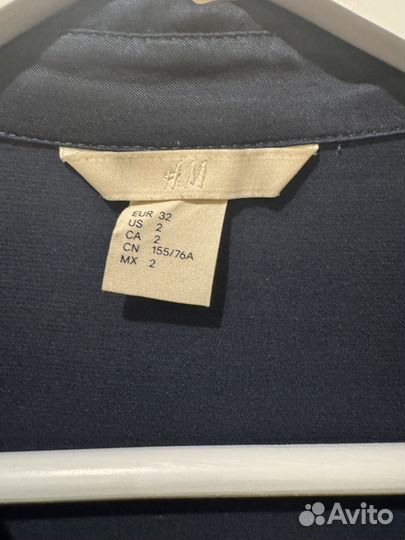 H&M
EUR 32
US 2
CA 2
CN 155/76A
MX 2
Avito